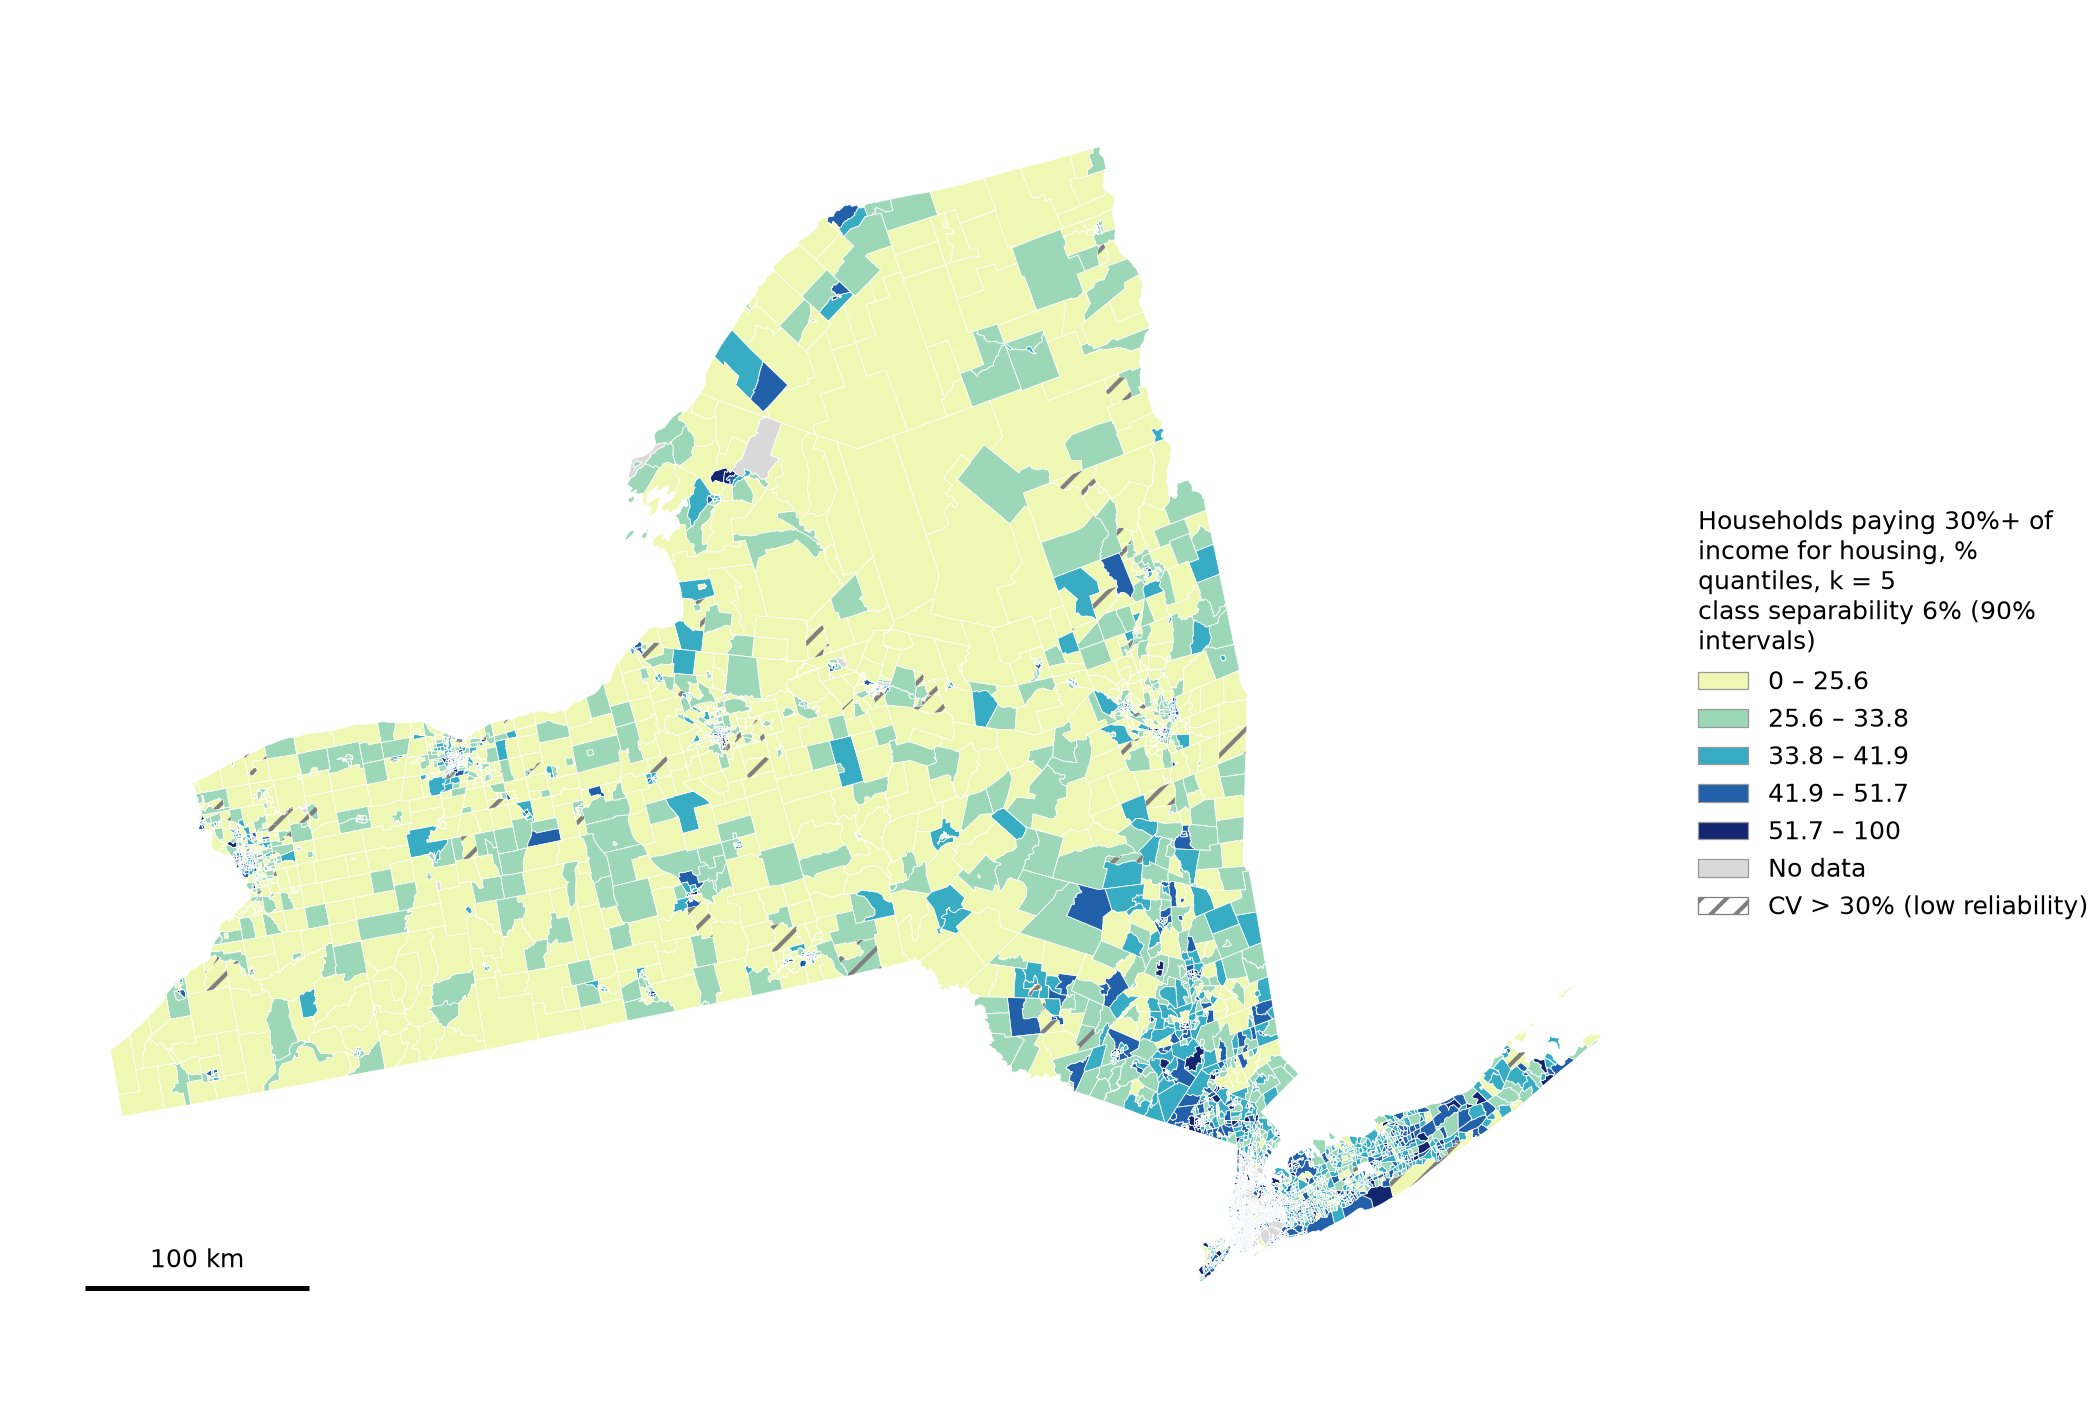 Households paying 30%+ of
income for housing, %
quantiles, k = 5
class separability 6% (90%
intervals)
0 – 25.6
25.6 – 33.8
33.8 – 41.9
41.9 – 51.7
51.7 – 100
No data
CV > 30% (low reliability)
100 km